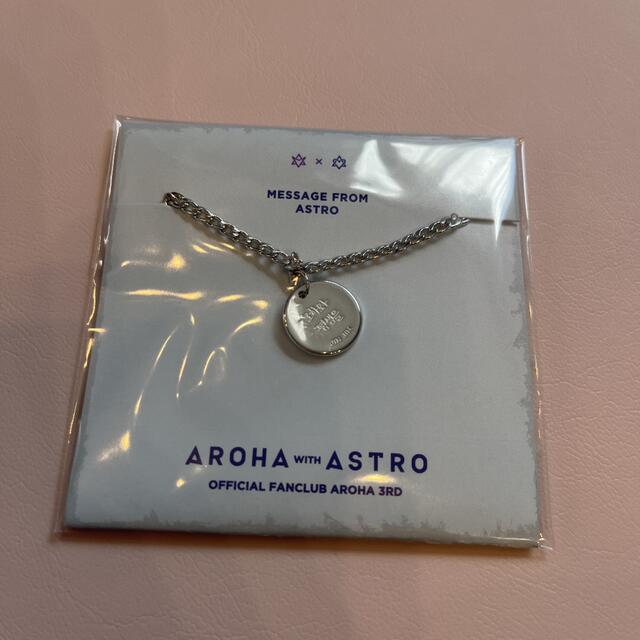 ×
MESSAGE FROM
ASTRO
AROHA WITH ASTRO
OFFICIAL FANCLUB AROHA 3RD